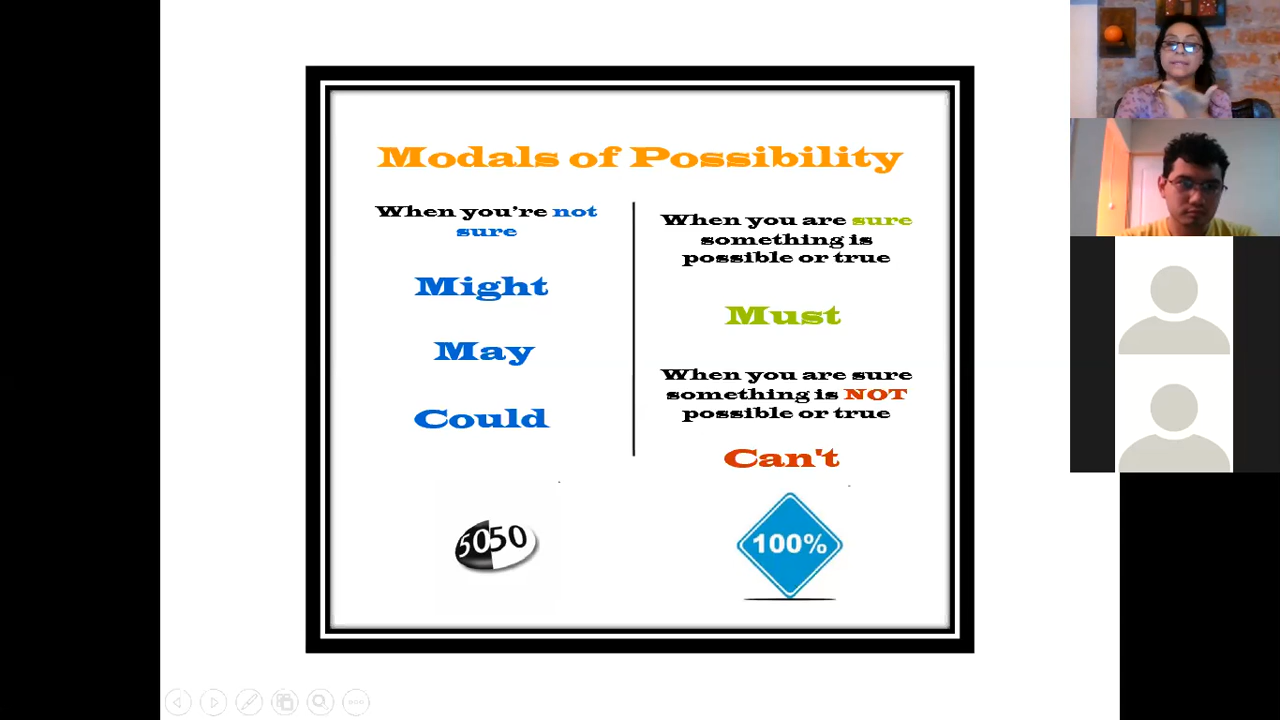 Modals of Possibility
When you're not
sure
Might
May
Could
5050
When you are sure
something is
possible or true
Must
When you are sure
something is NOT
possible or true
Can't
100%